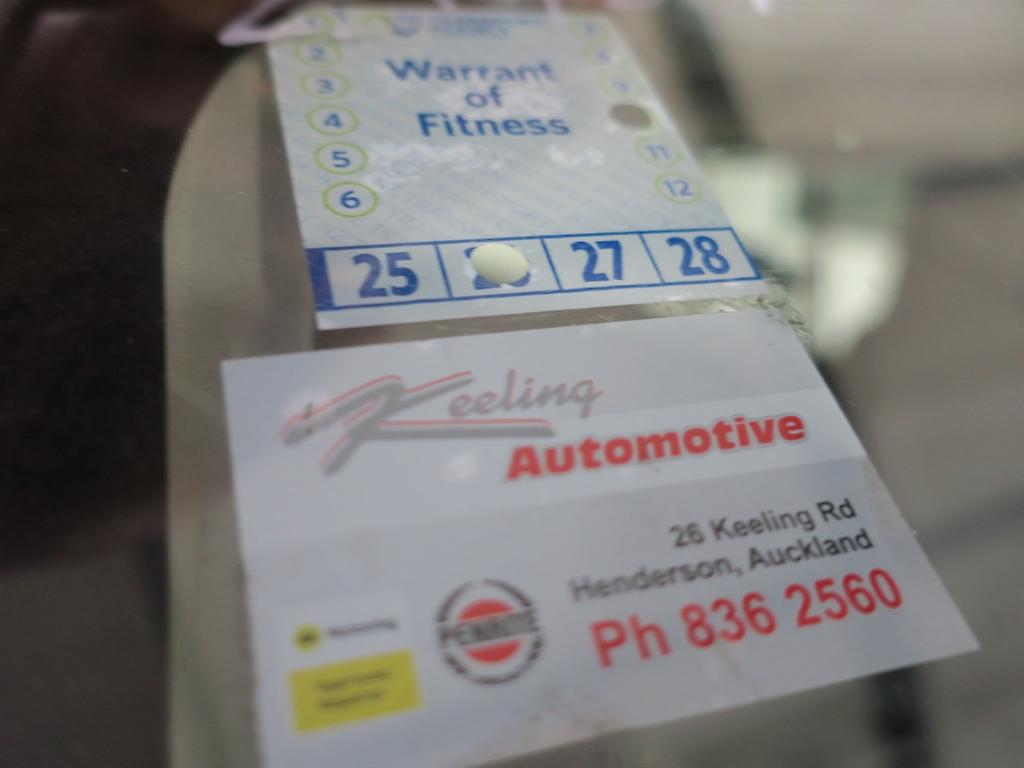 2
3
4
5
6
Warrant
of
Fitness
11
12
25
27
28
Keeling
Automotive
26 Keeling Rd
Henderson, Auckland
Ph 836 2560
PENRITE